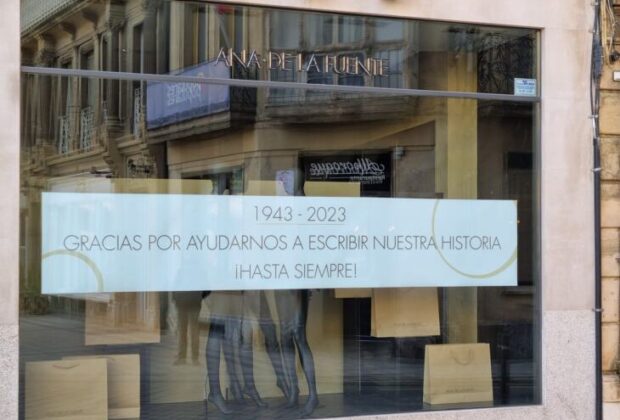 ANA·DE LA FUENTE
1943 - 2023
GRACIAS POR AYUDARNOS A ESCRIBIR NUESTRA HISTORIA
¡HASTA SIEMPRE!